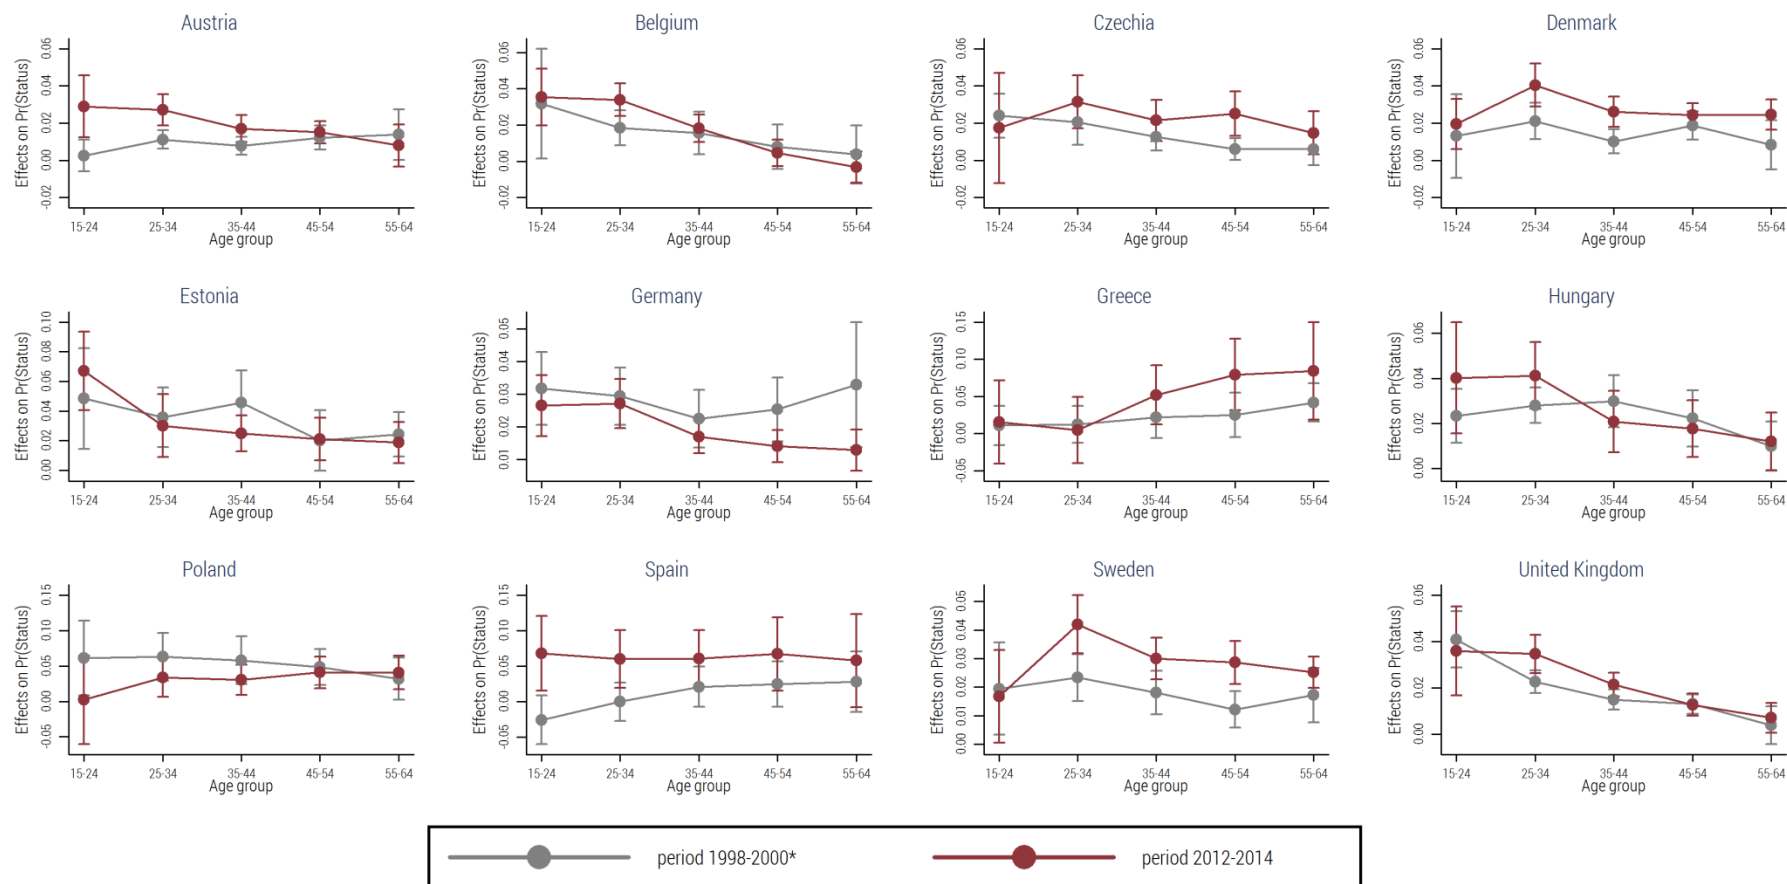 Austria
Effects on Pr(Status)
-0.02 0.00 0.02 0.04 0.06
15-24 25-34 35-44 45-54 55-64
Age group
Belgium
Effects on Pr(Status)
-0.02 0.00 0.02 0.04 0.06
15-24 25-34 35-44 45-54 55-64
Age group
Czechia
Effects on Pr(Status)
-0.02 0.00 0.02 0.04 0.06
15-24 25-34 35-44 45-54 55-64
Age group
Denmark
Effects on Pr(Status)
-0.02 0.00 0.02 0.04 0.06
15-24 25-34 35-44 45-54 55-64
Age group
Estonia
Effects on Pr(Status)
0.00 0.02 0.04 0.06 0.08 0.10
15-24 25-34 35-44 45-54 55-64
Age group
Germany
Effects on Pr(Status)
0.01 0.02 0.03 0.04 0.05
15-24 25-34 35-44 45-54 55-64
Age group
Greece
Effects on Pr(Status)
-0.05 0.00 0.05 0.10 0.15
15-24 25-34 35-44 45-54 55-64
Age group
Hungary
Effects on Pr(Status)
0.00 0.02 0.04 0.06
15-24 25-34 35-44 45-54 55-64
Age group
Poland
Effects on Pr(Status)
-0.05 0.00 0.05 0.10 0.15
15-24 25-34 35-44 45-54 55-64
Age group
Spain
Effects on Pr(Status)
-0.05 0.00 0.05 0.10 0.15
15-24 25-34 35-44 45-54 55-64
Age group
Sweden
Effects on Pr(Status)
0.00 0.01 0.02 0.03 0.04 0.05
15-24 25-34 35-44 45-54 55-64
Age group
United Kingdom
Effects on Pr(Status)
0.00 0.02 0.04 0.06
15-24 25-34 35-44 45-54 55-64
Age group
period 1998-2000*
period 2012-2014